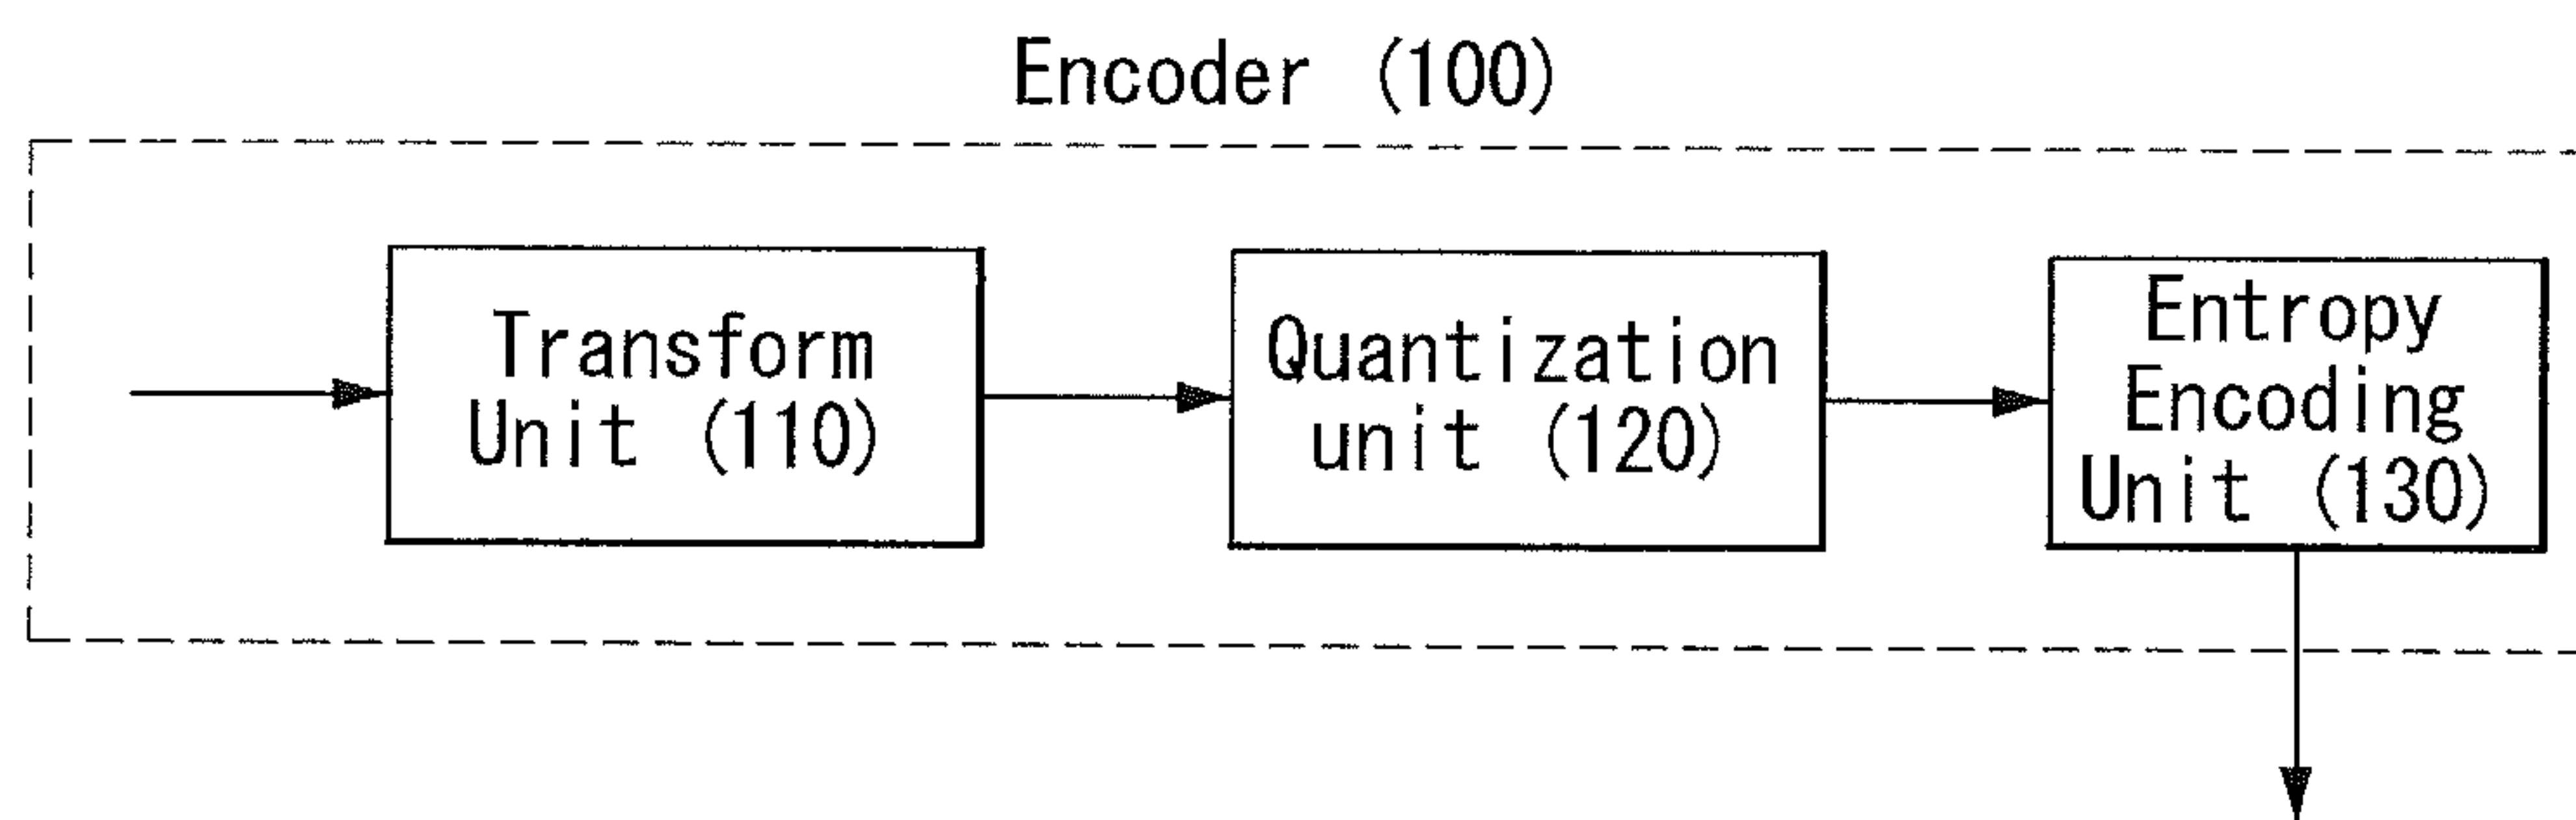 Encoder (100)
Transform
Unit (110)
Quantization
unit (120)
Entropy
Encoding
Unit (130)